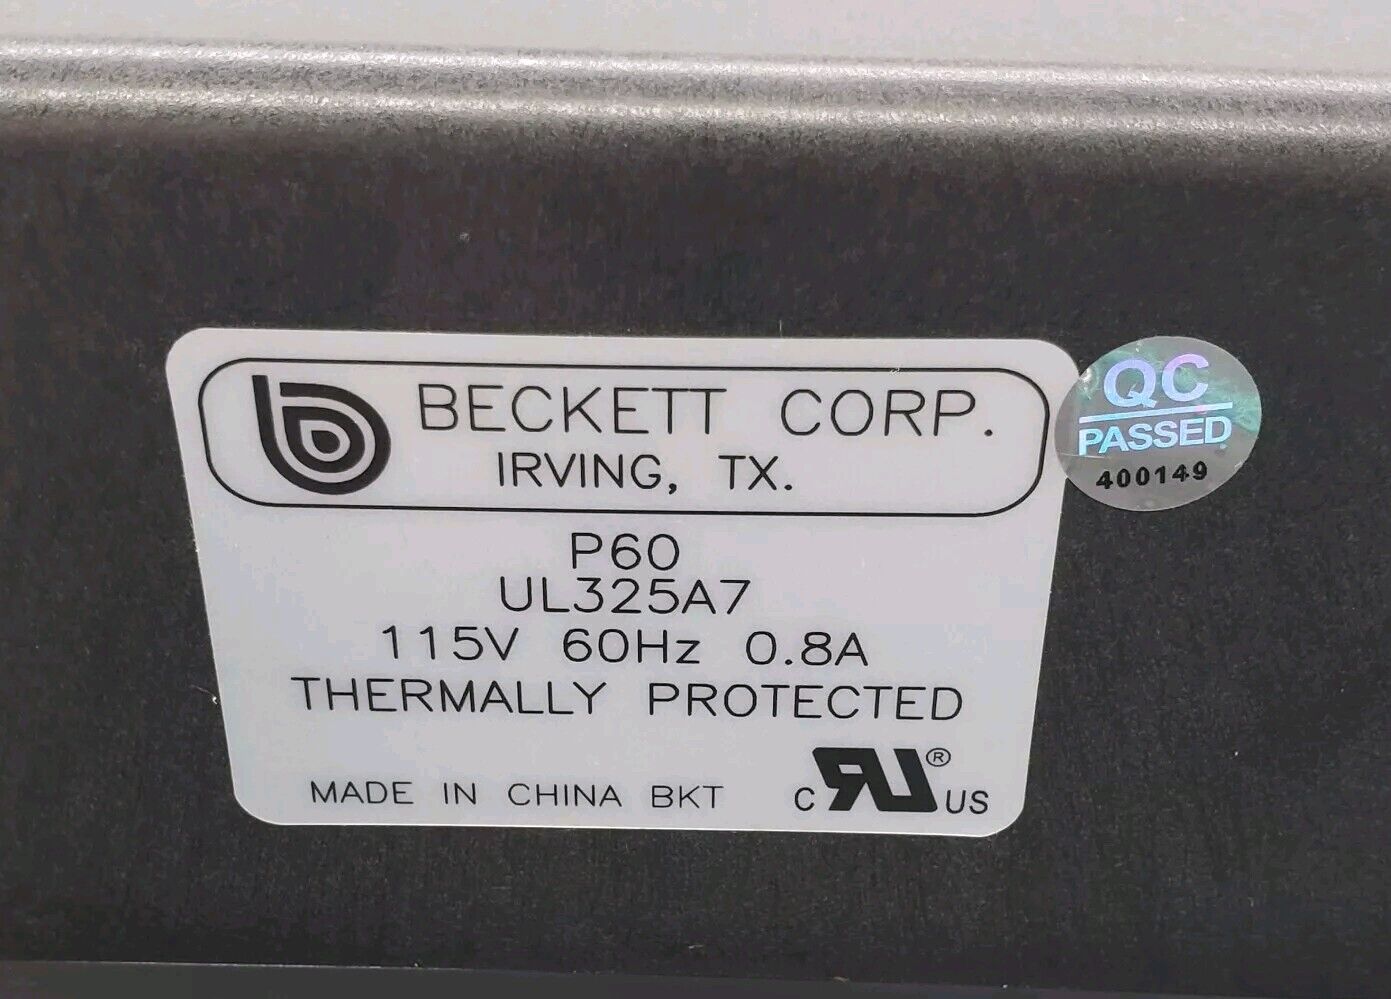 BECKETT CORP.
IRVING, TX.
P60
UL325A7
115V 60Hz 0.8A
THERMALLY PROTECTED
MADE IN CHINA BKT
C RU® US
QC
PASSED
400149